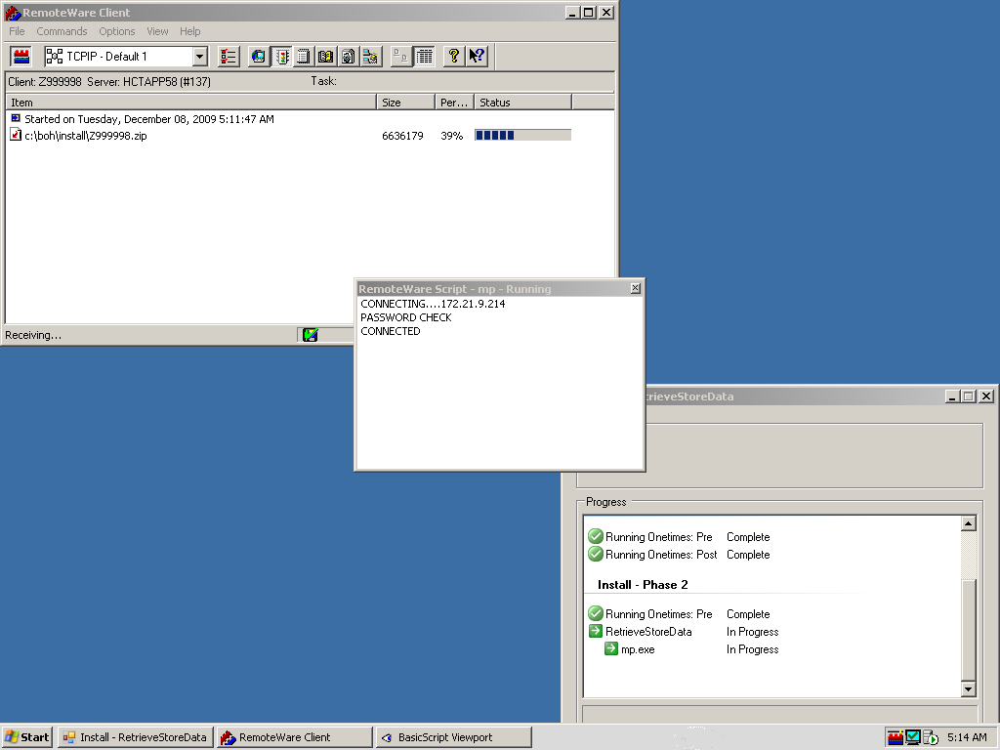 RemoteWare Client
File Commands Options View Help
TCPIP - Default 1
Client: Z999998 Server: HCTAPP58 (#137) Task:
Item Size Per... Status
Started on Tuesday, December 08, 2009 5:11:47 AM
c:\boh\install\Z999998.zip 6636179 39%
Receiving...
RemoteWare Script - mp - Running
CONNECTING....172.21.9.214
PASSWORD CHECK
CONNECTED
trieveStoreData
Progress
Running Onetimes: Pre Complete
Running Onetimes: Post Complete
Install - Phase 2
Running Onetimes: Pre Complete
RetrieveStoreData In Progress
mp.exe In Progress
Start Install - RetrieveStoreData RemoteWare Client BasicScript Viewport 5:14 AM